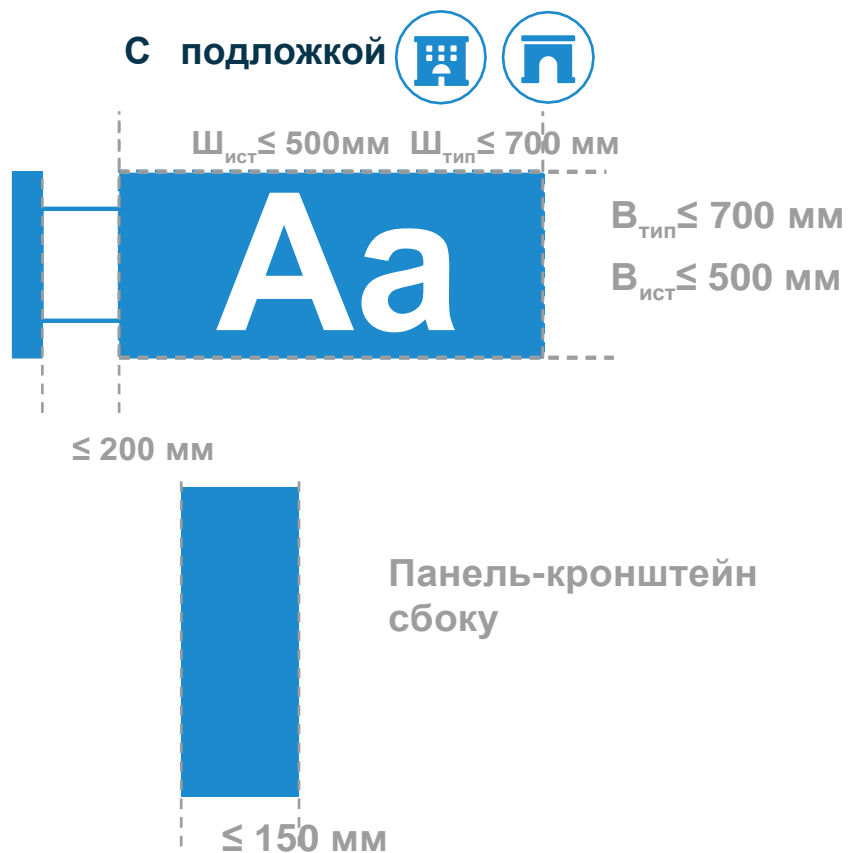 С подложкой
Шист≤ 500мм Штип≤ 700 мм
Aa
Втип≤ 700 мм
Вист≤ 500 мм
≤ 200 мм
Панель-кронштейн
сбоку
≤ 150 мм